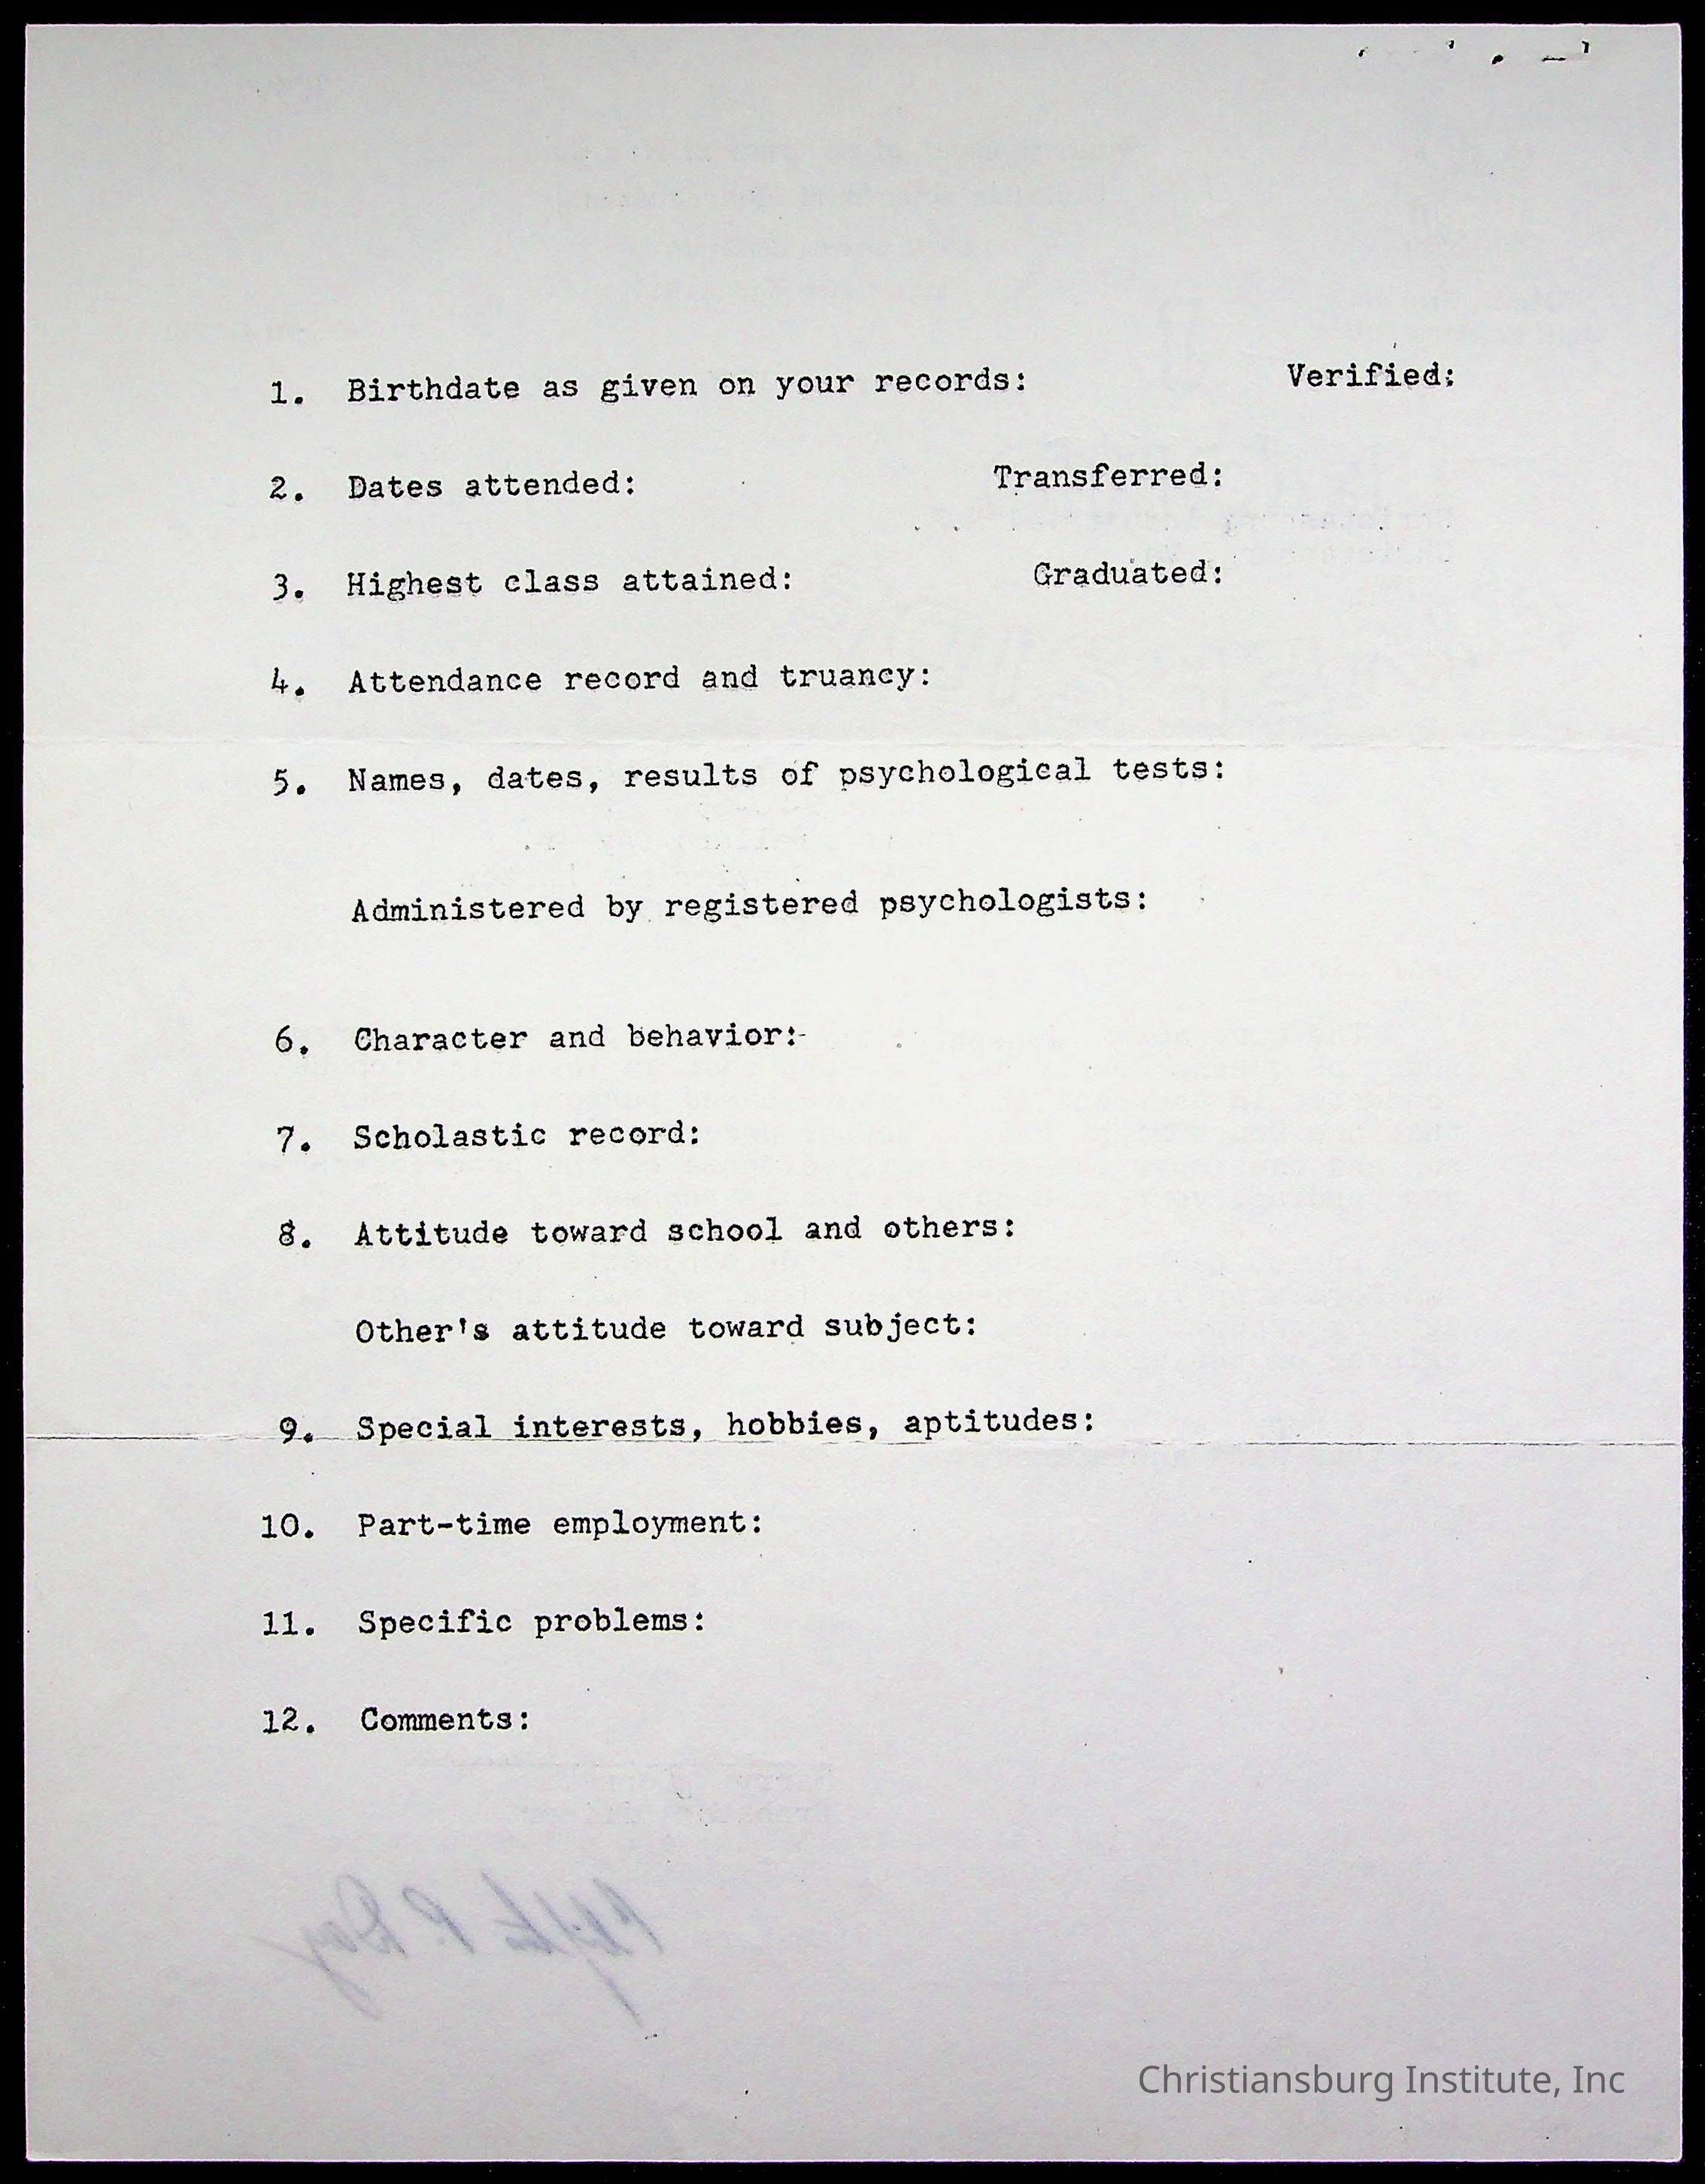 1. Birthdate as given on your records: Verified:
2. Dates attended: Transferred:
3. Highest class attained: Graduated:
4. Attendance record and truancy:
5. Names, dates, results of psychological tests:
Administered by registered psychologists:
6. Character and behavior:-
7. Scholastic record:
8. Attitude toward school and others:
Other's attitude toward subject:
9. Special interests, hobbies, aptitudes:
10. Part-time employment:
11. Specific problems:
12. Comments:
Christiansburg Institute, Inc